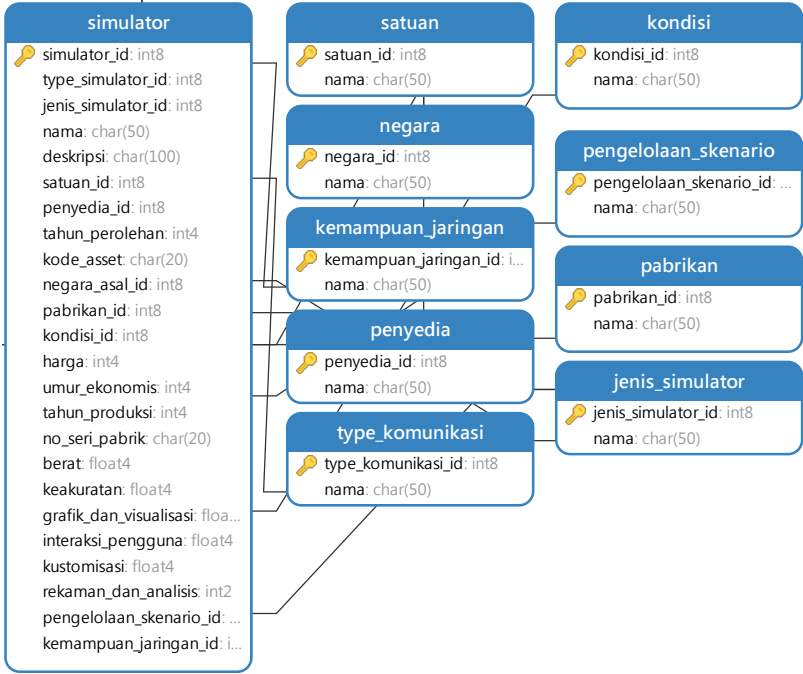 simulator
simulator_id: int8
type_simulator_id: int8
jenis_simulator_id: int8
nama: char(50)
deskripsi: char(100)
satuan_id: int8
penyedia_id: int8
tahun_perolehan: int4
kode_asset: char(20)
negara_asal_id: int8
pabrikan_id: int8
kondisi_id: int8
harga: int4
umur_ekonomis: int4
tahun_produksi: int4
no_seri_pabrik: char(20)
berat: float4
keakuratan: float4
grafik_dan_visualisasi: floa...
interaksi_pengguna: float4
kustomisasi: float4
rekaman_dan_analisis: int2
pengelolaan_skenario_id: ...
kemampuan_jaringan_id: i...
satuan
satuan_id: int8
nama: char(50)
negara
negara_id: int8
nama: char(50)
kemampuan_jaringan
kemampuan_jaringan_id: i...
nama: char(50)
penyedia
penyedia_id: int8
nama: char(50)
type_komunikasi
type_komunikasi_id: int8
nama: char(50)
kondisi
kondisi_id: int8
nama: char(50)
pengelolaan_skenario
pengelolaan_skenario_id: ...
nama: char(50)
pabrikan
pabrikan_id: int8
nama: char(50)
jenis_simulator
jenis_simulator_id: int8
nama: char(50)